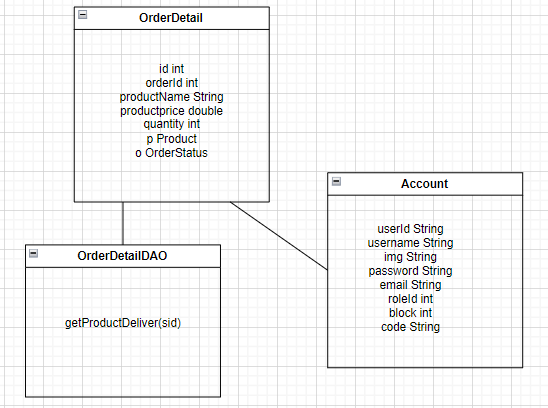 OrderDetail
id int
orderId int
productName String
productprice double
quantity int
p Product
o OrderStatus
Account
userId String
username String
img String
password String
email String
roleId int
block int
code String
OrderDetailDAO
getProductDeliver(sid)